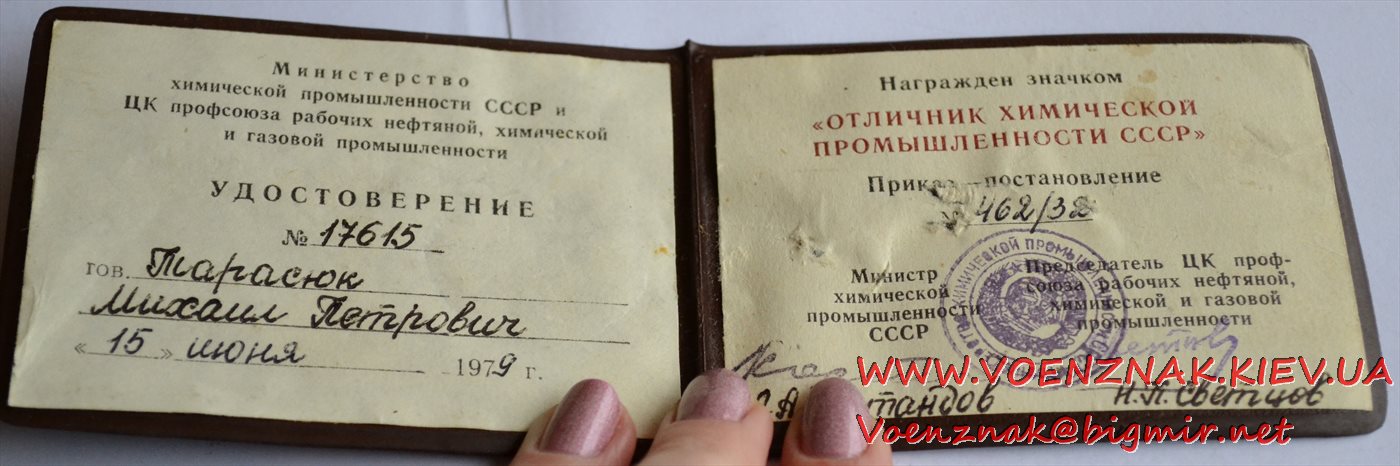 Министерство
химической промышленности СССР и
ЦК профсоюза рабочих нефтяной, химической
и газовой промышленности
УДОСТОВЕРЕНИЕ
№ 17615
тов. Тарасюк
Михаил Петрович
« 15 » июня 1979 г.
Награжден значком
«ОТЛИЧНИК ХИМИЧЕСКОЙ
ПРОМЫШЛЕННОСТИ СССР»
Приказ—постановление
№ 462/32
Министр
химической
промышленности
СССР
Председатель ЦК проф-
союза рабочих нефтяной,
химической и газовой
промышленности
Н.П.Светцов
WWW.VOENZNAK.KIEV.UA
Voenznak@bigmir.net